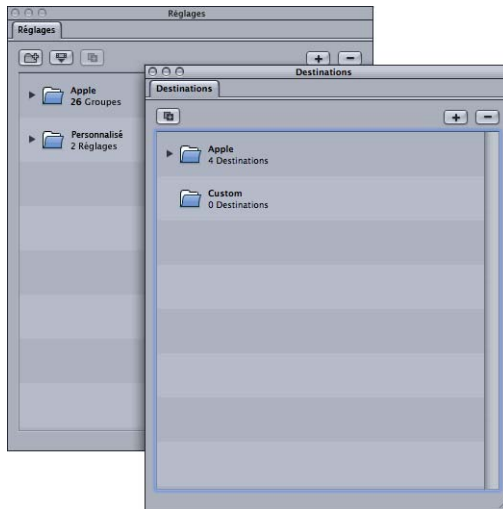 Réglages
Réglages
Apple
26 Groupes
Personnalisé
2 Réglages
Destinations
Destinations
Apple
4 Destinations
Custom
0 Destinations